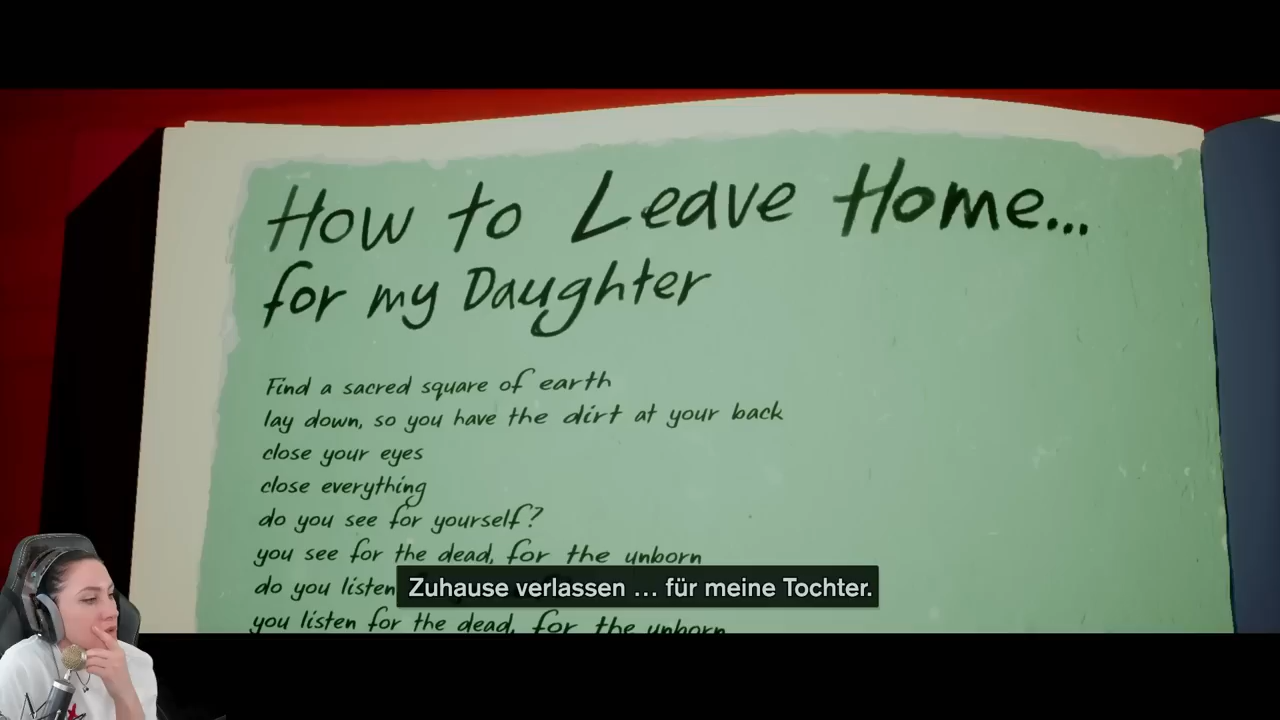 How to Leave Home...
for my Daughter
Find a sacred square of earth
lay down, so you have the dirt at your back
close your eyes
close everything
do you see for yourself?
you see for the dead, for the unborn
do you listen
Zuhause verlassen … für meine Tochter.
you listen for the dead, for the unborn